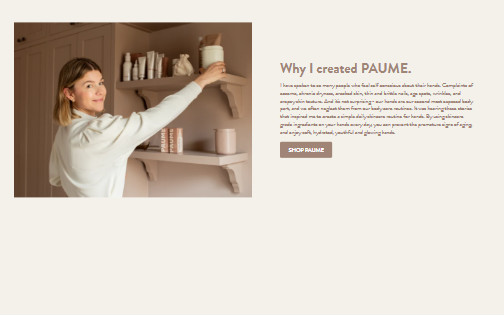 Why I created PAUME.
I have spoken to so many people who feel self-conscious about their hands. Complaints of
eczema, chronic dryness, cracked skin, thin and brittle nails, age spots, wrinkles, and
crepey skin texture. And its not surprising - our hands are our second most exposed body
part, and we often neglect them from our body care routines. It was hearing these stories
that inspired me to create a simple daily skincare routine for hands. By using skincare
grade ingredients on your hands every day, you can prevent the premature signs of aging
and enjoy soft, hydrated, youthful and glowing hands.
SHOP PAUME